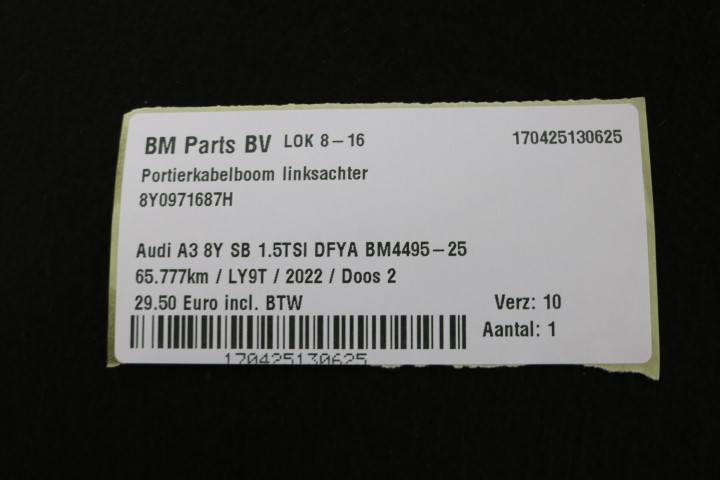 BM Parts BV LOK 8-16 170425130625
Portierkabelboom linksachter
8Y0971687H
Audi A3 8Y SB 1.5TSI DFYA BM4495-25
65.777km / LY9T / 2022 / Doos 2
29.50 Euro incl. BTW Verz: 10
Aantal: 1
170425130625